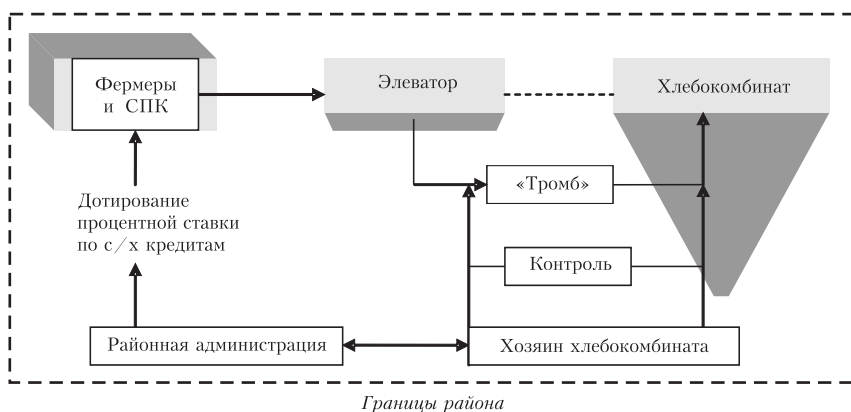 Фермеры
и СПК
Элеватор
Хлебокомбинат
«Тромб»
Дотирование
процентной ставки
по с/х кредитам
Контроль
Районная администрация
Хозяин хлебокомбината
Границы района